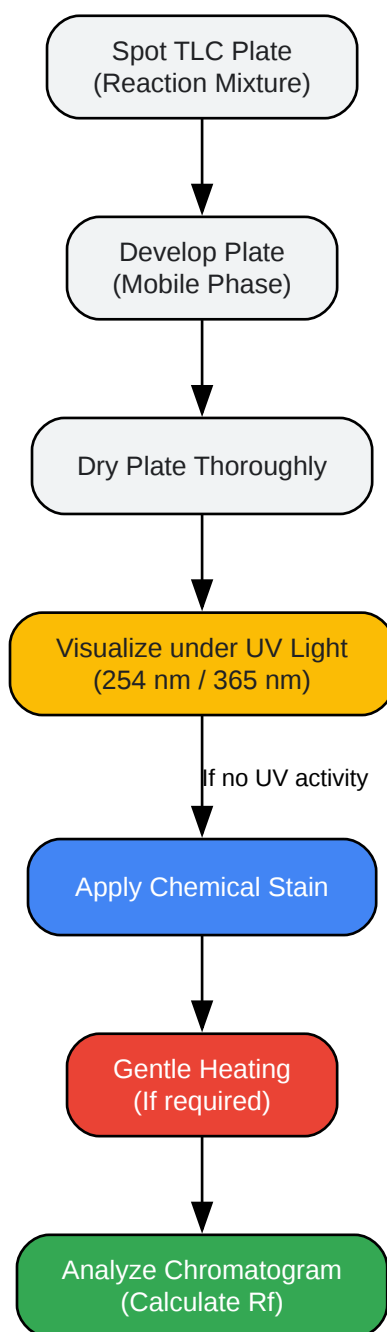 Spot TLC Plate
(Reaction Mixture)
Develop Plate
(Mobile Phase)
Dry Plate Thoroughly
Visualize under UV Light
(254 nm / 365 nm)
If no UV activity
Apply Chemical Stain
Gentle Heating
(If required)
Analyze Chromatogram
(Calculate Rf)